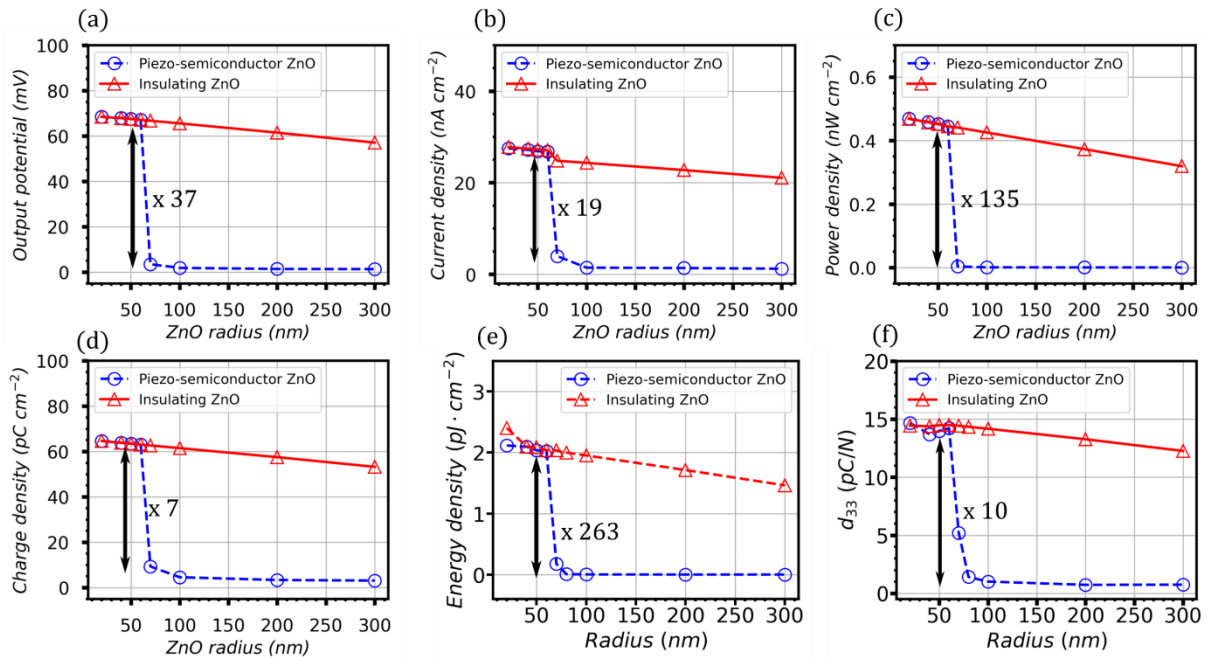 (a)
100
80
60
40
20
0
Output potential (mV)
Piezo-semiconductor ZnO
Insulating ZnO
x 37
50 100 150 200 250 300
ZnO radius (nm)
(b)
40
20
0
Current density (nA cm⁻²)
Piezo-semiconductor ZnO
Insulating ZnO
x 19
50 100 150 200 250 300
ZnO radius (nm)
(c)
0.6
0.4
0.2
0.0
Power density (nW cm⁻²)
Piezo-semiconductor ZnO
Insulating ZnO
x 135
50 100 150 200 250 300
ZnO radius (nm)
(d)
100
80
60
40
20
0
Charge density (pC cm⁻²)
Piezo-semiconductor ZnO
Insulating ZnO
x 7
50 100 150 200 250 300
ZnO radius (nm)
(e)
3
2
1
0
Energy density (pJ · cm⁻²)
Piezo-semiconductor ZnO
Insulating ZnO
x 263
50 100 150 200 250 300
Radius (nm)
(f)
20
15
10
5
0
d₃₃ (pC/N)
Piezo-semiconductor ZnO
Insulating ZnO
x 10
50 100 150 200 250 300
Radius (nm)